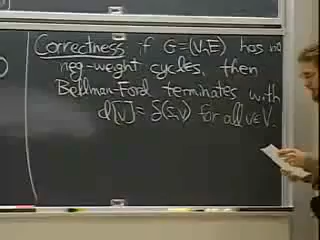 Correctness if G=(V,E) has no
neg-weight cycles, then
Bellman-Ford terminates with
d[v] = δ(s,v) for all v∈V.